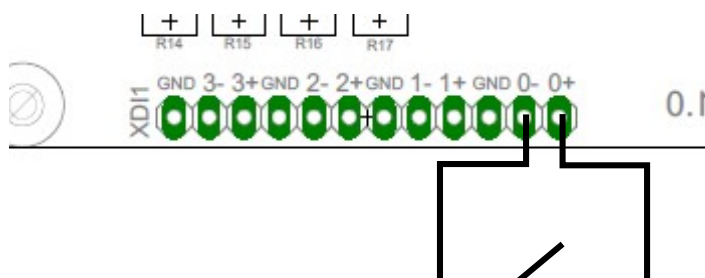 R14 R15 R16 R17
GND 3- 3+ GND 2- 2+ GND 1- 1+ GND 0- 0+
XDI1